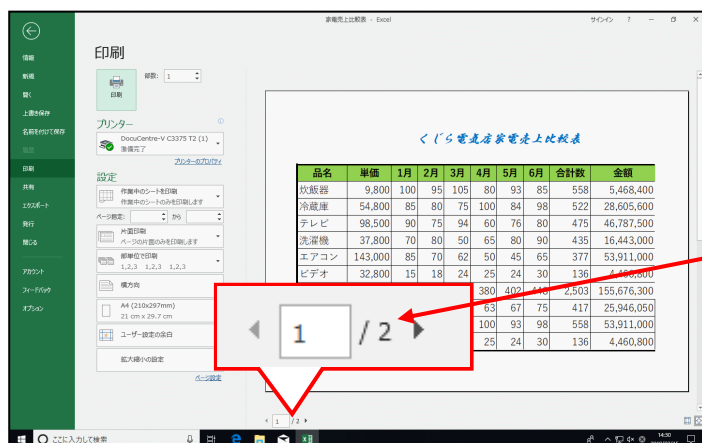 家電売上比較表 - Excel
サインイン ? － ×
情報
新規
開く
上書き保存
名前を付けて保存
印刷
共有
エクスポート
発行
閉じる
アカウント
フィードバック
オプション
印刷
部数: 1
印刷
プリンター
DocuCentre-V C3375 T2 (1)
準備完了
プリンターのプロパティ
設定
作業中のシートを印刷
作業中のシートのみを印刷します
ページ指定: から
片面印刷
ページの片面のみを印刷します
部単位で印刷
1,2,3 1,2,3 1,2,3
横方向
A4 (210x297mm)
21 cm x 29.7 cm
ユーザー設定の余白
拡大縮小の設定
ページ設定
くじら電気店家電売上比較表
品名 単価 1月 2月 3月 4月 5月 6月 合計数 金額
炊飯器 9,800 100 95 105 80 93 85 558 5,468,400
冷蔵庫 54,800 85 80 75 100 84 98 522 28,605,600
テレビ 98,500 90 75 94 60 76 80 475 46,787,500
洗濯機 37,800 70 80 50 65 80 90 435 16,443,000
エアコン 143,000 85 70 62 50 45 65 377 53,911,000
ビデオ 32,800 15 18 24 25 24 30 136 4,460,800
380 402 448 2,503 155,676,300
63 67 75 417 25,946,050
100 93 98 558 53,911,000
25 24 30 136 4,460,800
1 / 2
1 / 2
ここに入力して検索
14:30